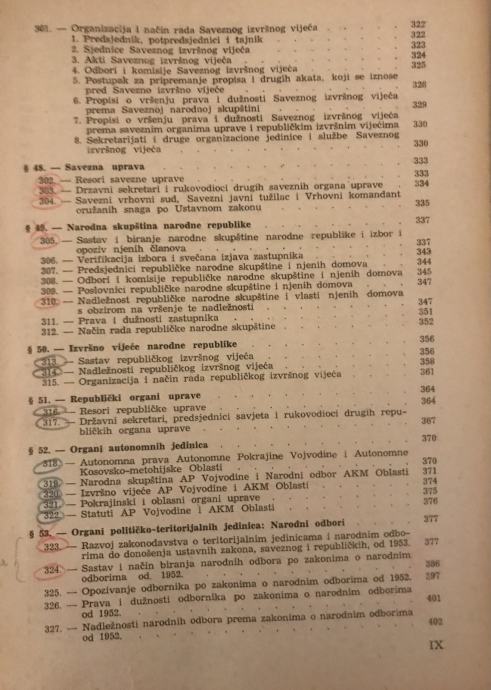 301. — Organizacija i način rada Saveznog izvršnog vijeća 322
1. Predsjednik, potpredsjednici i tajnik 322
2. Sjednice Saveznog izvršnog vijeća 323
3. Akti Saveznog izvršnog vijeća 324
4. Odbori i komisije Saveznog izvršnog vijeća 325
5. Postupak za pripremanje propisa i drugih akata, koji se iznose
pred Savezno izvršno vijeće 328
6. Propisi o vršenju prava i dužnosti Saveznog izvršnog vijeća
prema Saveznoj narodnoj skupštini 329
7. Propisi o vršenju prava i dužnosti Saveznog izvršnog vijeća
prema saveznim organima uprave i republičkim izvršnim vijećima 330
8. Sekretarijati i druge organizacione jedinice i službe Saveznog
izvršnog vijeća 330
§ 48. — Savezna uprava 333
302. — Resori savezne uprave 333
303. — Državni sekretari i rukovodioci drugih saveznih organa uprave 334
304. — Savezni vrhovni sud, Savezni javni tužilac i Vrhovni komandant
oružanih snaga po Ustavnom zakonu 335
§ 49. — Narodna skupština narodne republike 337
305. — Sastav i biranje narodne skupštine narodne republike i izbor i
opoziv njenih članova 337
306. — Verifikacija izbora i svečana izjava zastupnika 343
307. — Predsjednici republičke narodne skupštine i njenih domova 344
308. — Odbori i komisije republičke narodne skupštine i njenih domova 345
309. — Poslovnici republičke narodne skupštine i njenih domova 347
310. — Nadležnost republičke narodne skupštine i vlasti njenih domova
s obzirom na vršenje te nadležnosti 347
311. — Prava i dužnosti zastupnika 351
312. — Način rada republičke narodne skupštine 352
§ 50. — Izvršno vijeće narodne republike 356
313. — Sastav republičkog izvršnog vijeća 356
314. — Nadležnosti republičkog izvršnog vijeća 358
315. — Organizacija i način rada republičkog izvršnog vijeća 361
§ 51. — Republički organi uprave 364
316. — Resori republičke uprave 364
317. — Državni sekretari, predsjednici savjeta i rukovodioci drugih repu-
bličkih organa uprave 367
§ 52. — Organi autonomnih jedinica 370
318. — Autonomna prava Autonomne Pokrajine Vojvodine i Autonomne
Kosovsko-metohijske Oblasti 370
319. — Narodna skupština AP Vojvodine i Narodni odbor AKM Oblasti 371
320. — Izvršno vijeće AP Vojvodine i AKM Oblasti 374
321. — Pokrajinski i oblasni organi uprave 375
322. — Statuti AP Vojvodine i AKM Oblasti 376
§ 53. — Organi političko-teritorijalnih jedinica: Narodni odbori 377
323. — Razvoj zakonodavstva o teritorijalnim jedinicama i narodnim odbo-
rima do donošenja ustavnih zakona, saveznog i republičkih, od 1953. 377
324. — Sastav i način biranja narodnih odbora po zakonima o narodnim
odborima od 1952. 386
325. — Opozivanje odbornika po zakonima o narodnim odborima od 1952. 397
326. — Prava i dužnosti odbornika po zakonima o narodnim odborima
od 1952. 401
327. — Nadležnosti narodnih odbora prema zakonima o narodnim odborima
od 1952. 402
IX